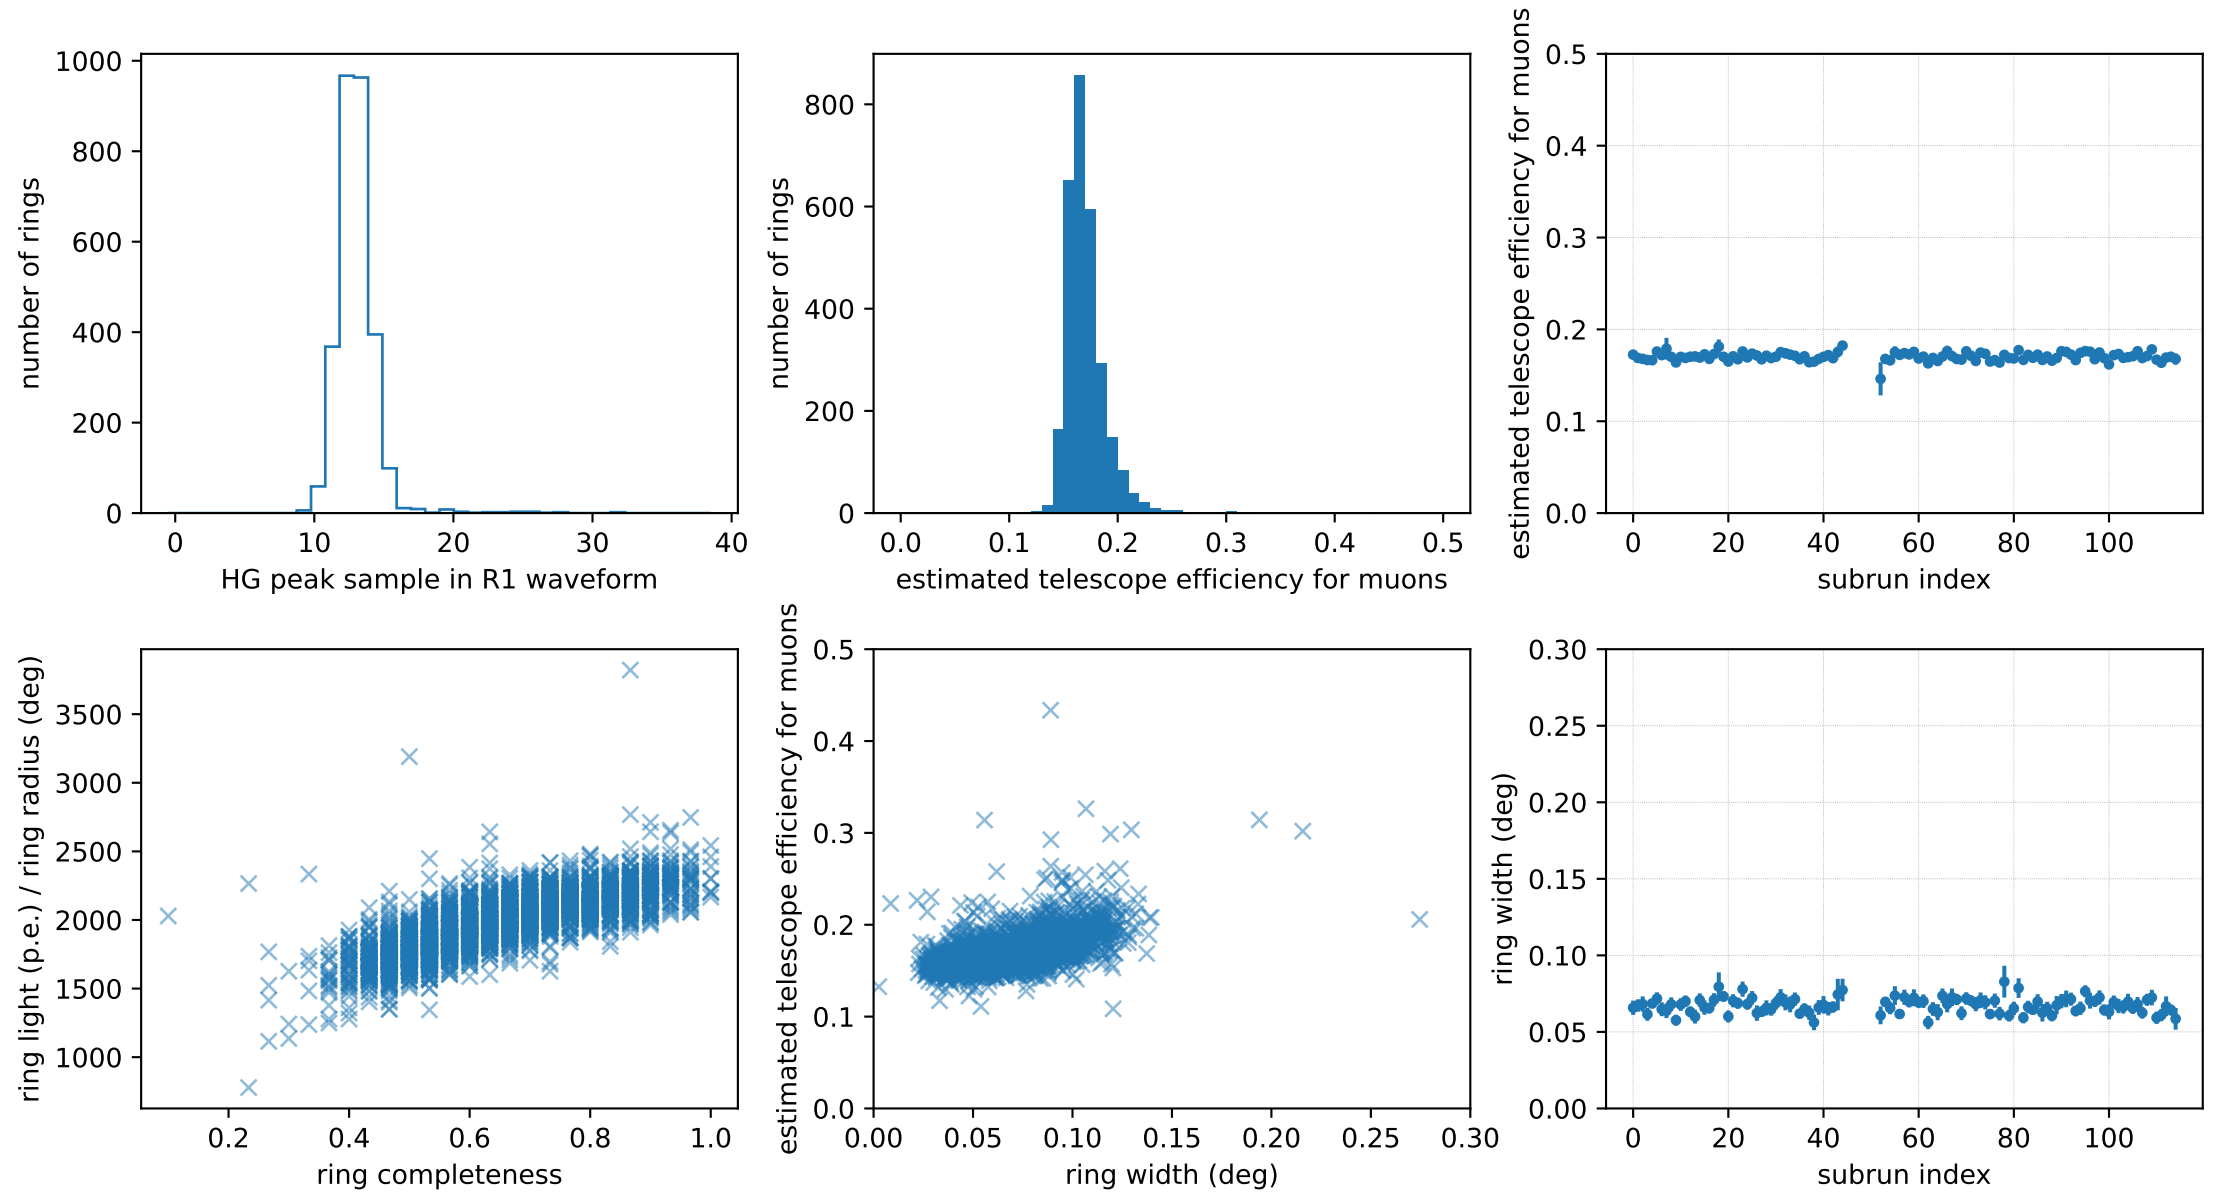 1000
800
600
400
200
0
number of rings
0 10 20 30 40
HG peak sample in R1 waveform
800
600
400
200
0
number of rings
0.0 0.1 0.2 0.3 0.4 0.5
estimated telescope efficiency for muons
0.5
0.4
0.3
0.2
0.1
0.0
estimated telescope efficiency for muons
0 20 40 60 80 100
subrun index
3500
3000
2500
2000
1500
1000
ring light (p.e.) / ring radius (deg)
0.2 0.4 0.6 0.8 1.0
ring completeness
0.5
0.4
0.3
0.2
0.1
0.0
estimated telescope efficiency for muons
0.00 0.05 0.10 0.15 0.20 0.25 0.30
ring width (deg)
0.30
0.25
0.20
0.15
0.10
0.05
0.00
ring width (deg)
0 20 40 60 80 100
subrun index